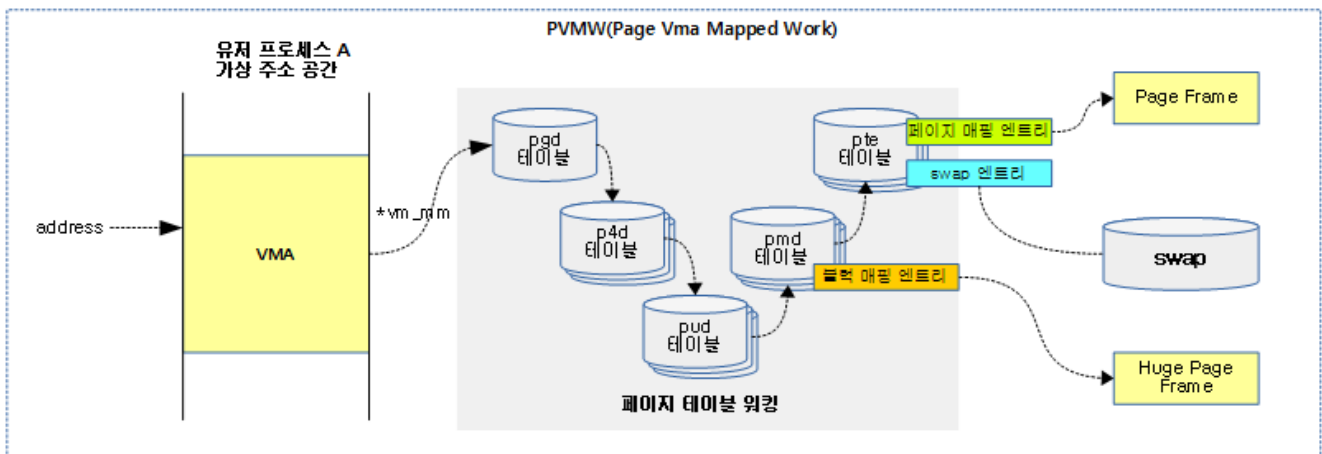 PVMW(Page Vma Mapped Work)
유저 프로세스 A
가상 주소 공간
address
VMA
*vm_mm
pgd
테이블
p4d
테이블
pud
테이블
pmd
테이블
pte
테이블
페이지 매핑 엔트리
swap 엔트리
블럭 매핑 엔트리
페이지 테이블 워킹
Page Frame
swap
Huge Page
Frame